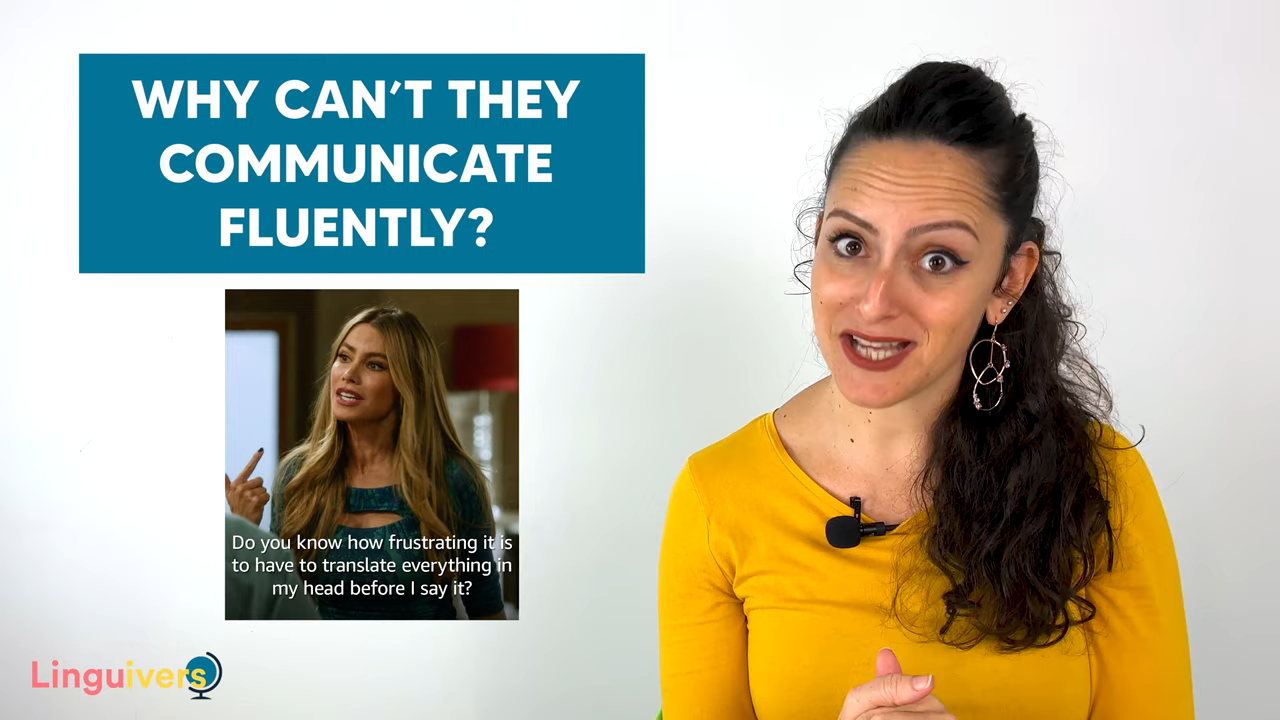 WHY CAN'T THEY
COMMUNICATE
FLUENTLY?
Do you know how frustrating it is
to have to translate everything in
my head before I say it?
Linguivers